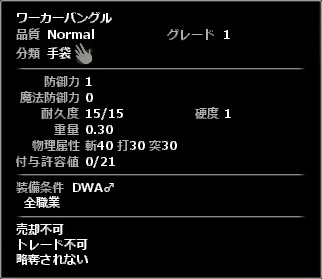 ワーカーバングル
品質 Normal グレード 1
分類 手袋
防御力 1
魔法防御力 0
耐久度 15/15 硬度 1
重量 0.30
物理属性 斬40 打30 突30
付与許容値 0/21
装備条件 DWA♂
全職業
売却不可
トレード不可
略奪されない